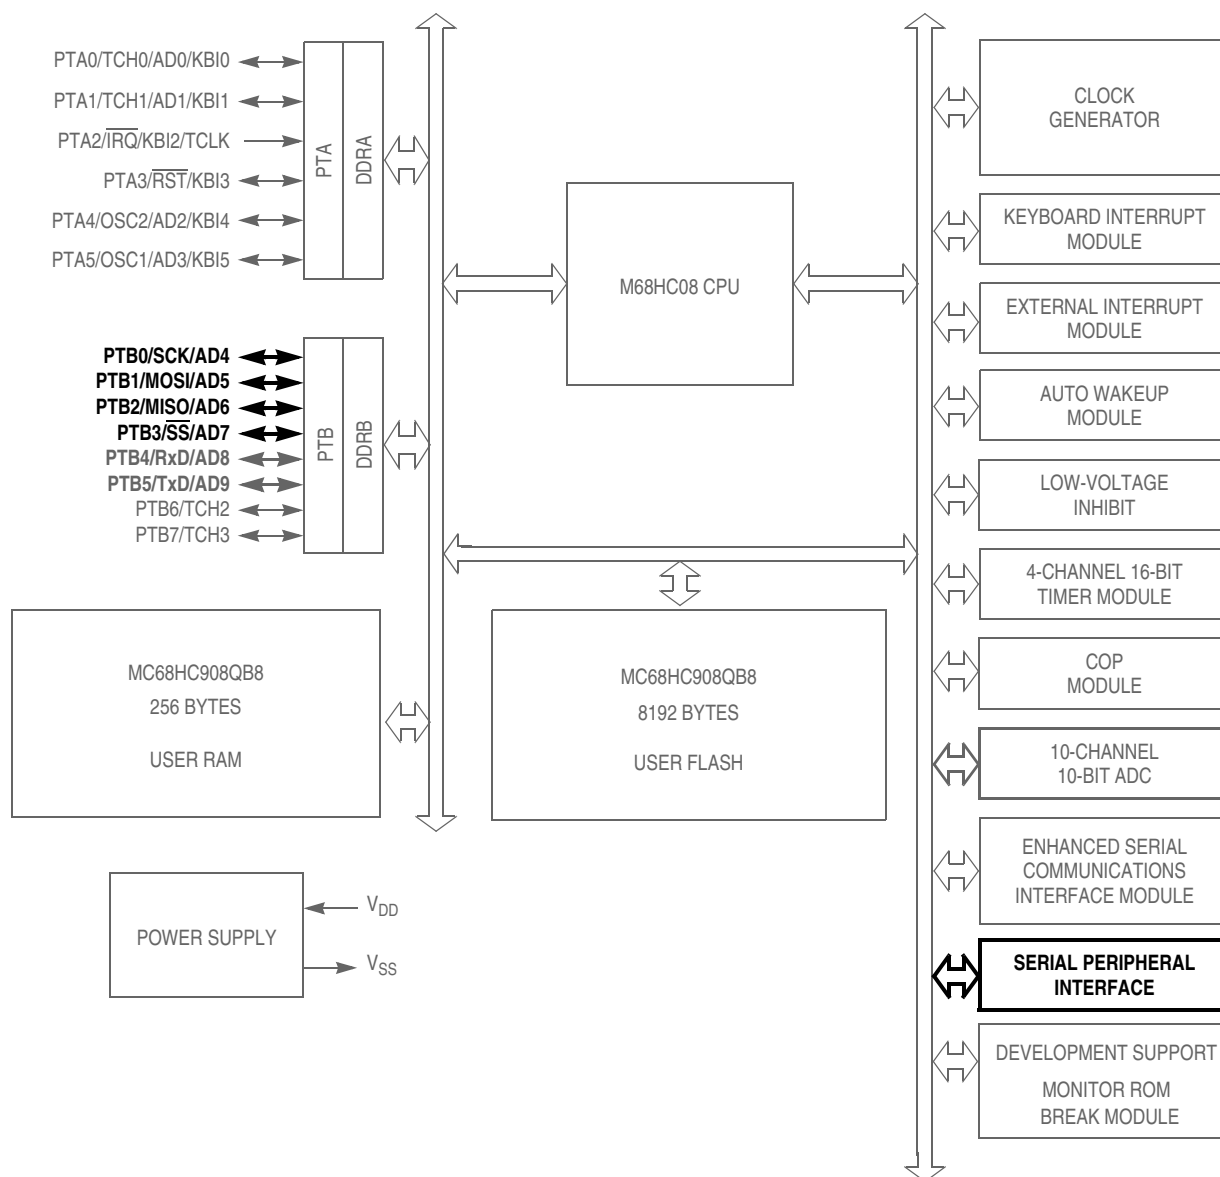 PTA0/TCH0/AD0/KBI0
PTA1/TCH1/AD1/KBI1
PTA2/I̅R̅Q̅/KBI2/TCLK
PTA3/R̅S̅T̅/KBI3
PTA4/OSC2/AD2/KBI4
PTA5/OSC1/AD3/KBI5
PTA
DDRA
PTB0/SCK/AD4
PTB1/MOSI/AD5
PTB2/MISO/AD6
PTB3/S̅S̅/AD7
PTB4/RxD/AD8
PTB5/TxD/AD9
PTB6/TCH2
PTB7/TCH3
PTB
DDRB
M68HC08 CPU
MC68HC908QB8
256 BYTES
USER RAM
MC68HC908QB8
8192 BYTES
USER FLASH
POWER SUPPLY
VDD
VSS
CLOCK
GENERATOR
KEYBOARD INTERRUPT
MODULE
EXTERNAL INTERRUPT
MODULE
AUTO WAKEUP
MODULE
LOW-VOLTAGE
INHIBIT
4-CHANNEL 16-BIT
TIMER MODULE
COP
MODULE
10-CHANNEL
10-BIT ADC
ENHANCED SERIAL
COMMUNICATIONS
INTERFACE MODULE
SERIAL PERIPHERAL
INTERFACE
DEVELOPMENT SUPPORT
MONITOR ROM
BREAK MODULE